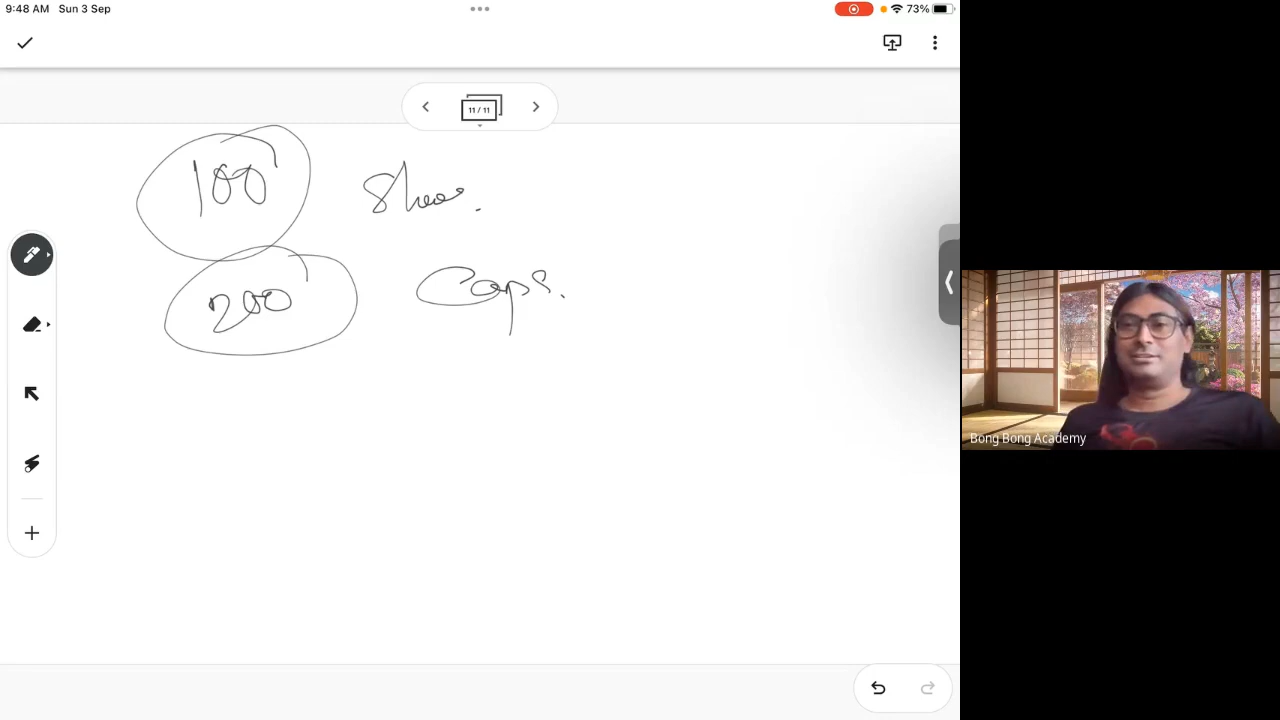 9:48 AM Sun 3 Sep
73%
11 / 11
100 Shoes.
200 Caps.
Bong Bong Academy